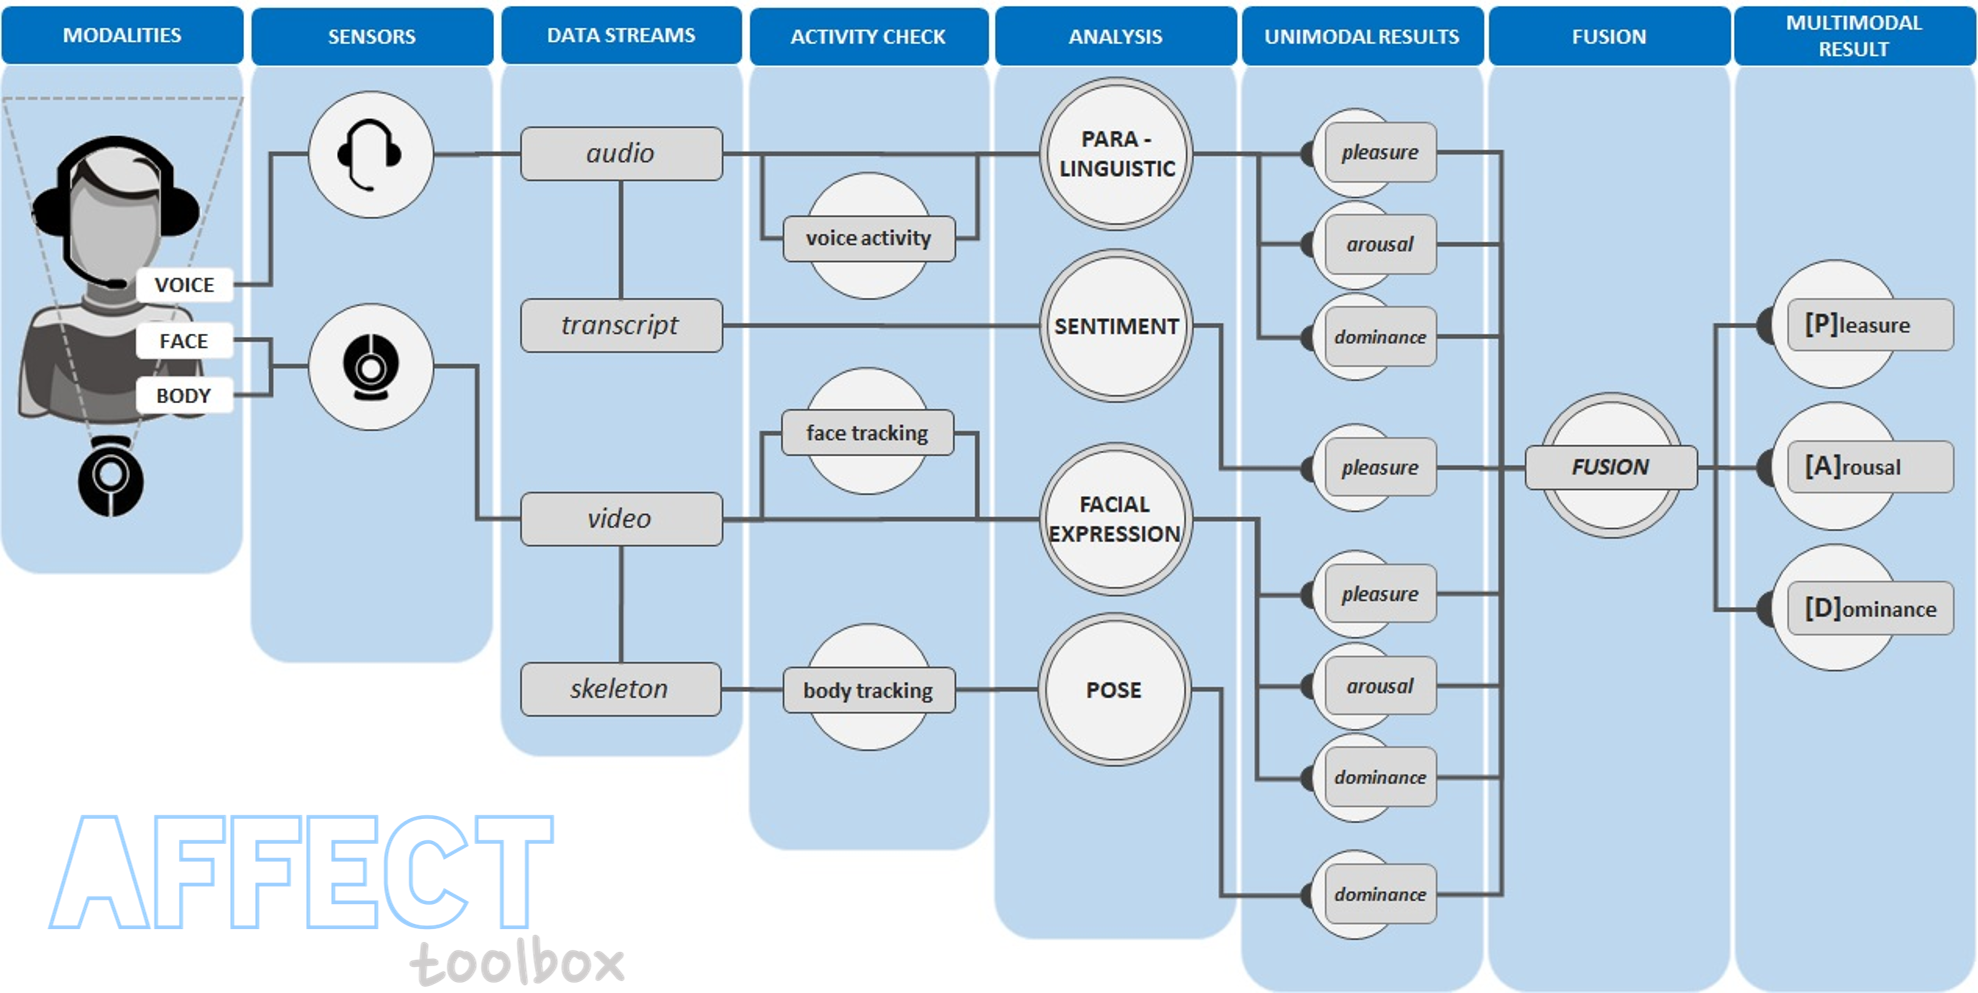 MODALITIES
SENSORS
DATA STREAMS
ACTIVITY CHECK
ANALYSIS
UNIMODAL RESULTS
FUSION
MULTIMODAL
RESULT
VOICE
FACE
BODY
audio
transcript
video
skeleton
voice activity
face tracking
body tracking
PARA -
LINGUISTIC
SENTIMENT
FACIAL
EXPRESSION
POSE
pleasure
arousal
dominance
pleasure
pleasure
arousal
dominance
dominance
FUSION
[P]leasure
[A]rousal
[D]ominance
AFFECT
toolbox